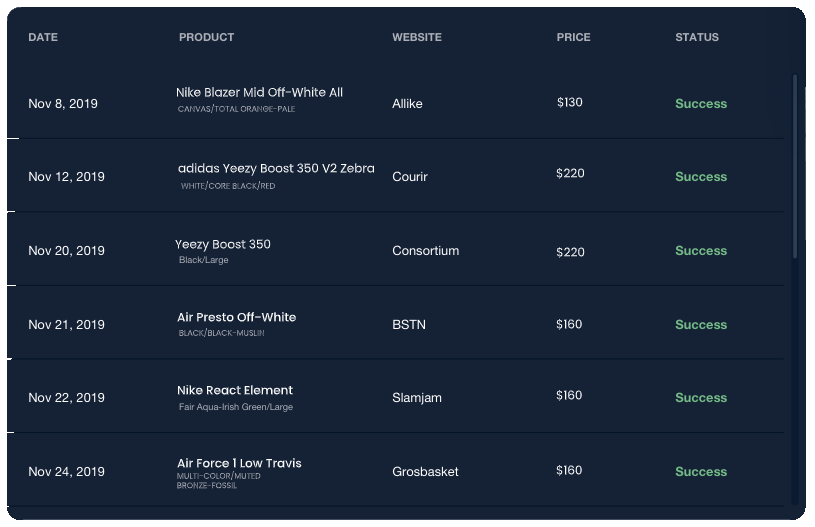 DATE PRODUCT WEBSITE PRICE STATUS
Nov 8, 2019 Nike Blazer Mid Off-White All Allike $130 Success
CANVAS/TOTAL ORANGE-PALE
Nov 12, 2019 adidas Yeezy Boost 350 V2 Zebra Courir $220 Success
WHITE/CORE BLACK/RED
Nov 20, 2019 Yeezy Boost 350 Consortium $220 Success
Black/Large
Nov 21, 2019 Air Presto Off-White BSTN $160 Success
BLACK/BLACK-MUSLIN
Nov 22, 2019 Nike React Element Slamjam $160 Success
Fair Aqua-Irish Green/Large
Nov 24, 2019 Air Force 1 Low Travis Grosbasket $160 Success
MULTI-COLOR/MUTED
BRONZE-FOSSIL